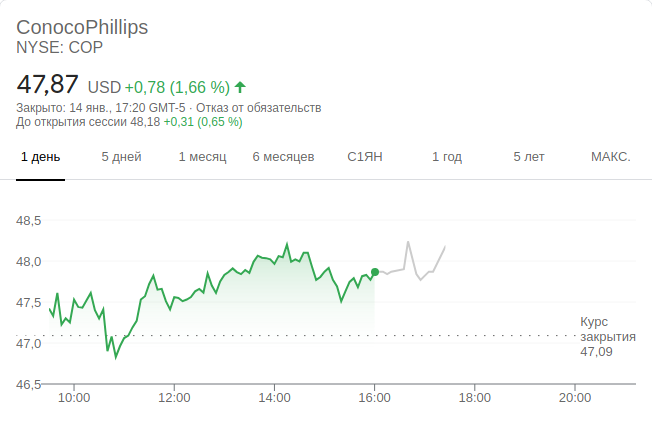 ConocoPhillips
NYSE: COP
47,87 USD +0,78 (1,66 %)
Закрыто: 14 янв., 17:20 GMT-5 · Отказ от обязательств
До открытия сессии 48,18 +0,31 (0,65 %)
1 день 5 дней 1 месяц 6 месяцев С1ЯН 1 год 5 лет МАКС.
48,5
48,0
47,5
47,0
46,5
Курс
закрытия
47,09
10:00 12:00 14:00 16:00 18:00 20:00